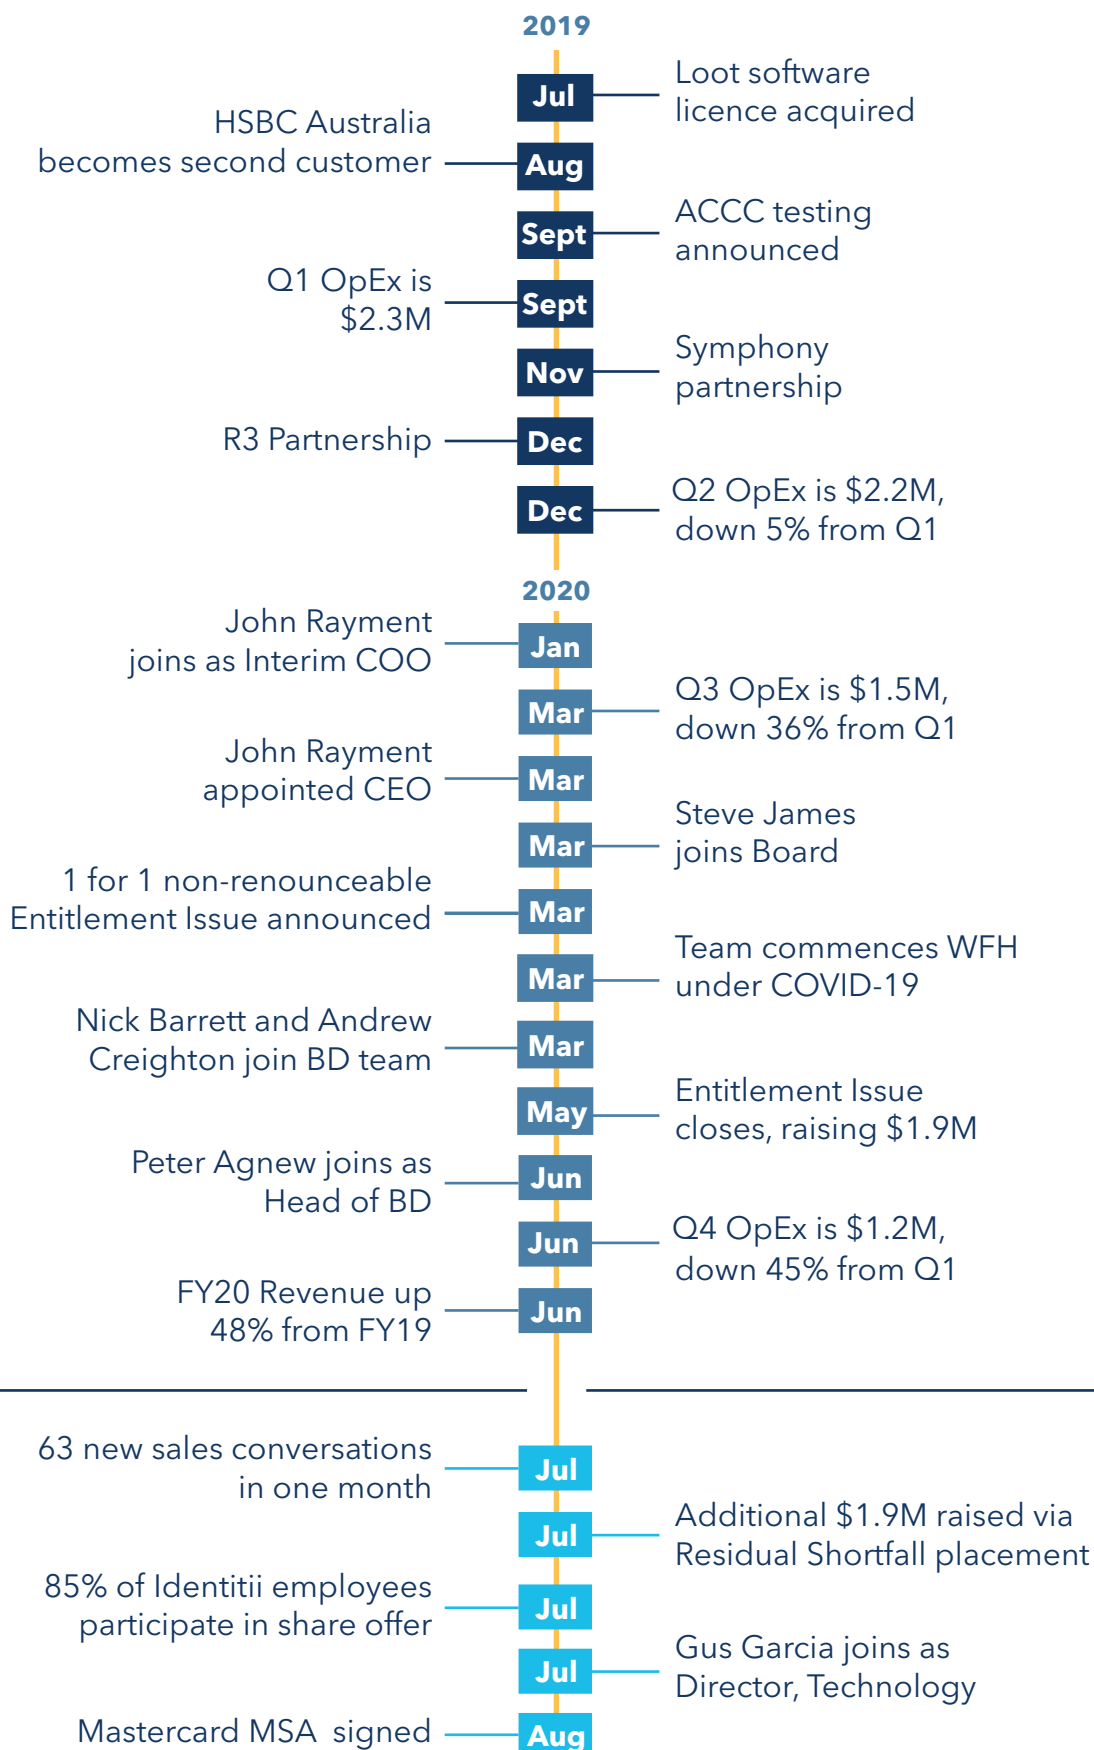 2019
Jul
Loot software
licence acquired
HSBC Australia
becomes second customer
Aug
Sept
ACCC testing
announced
Q1 OpEx is
$2.3M
Sept
Nov
Symphony
partnership
R3 Partnership
Dec
Dec
Q2 OpEx is $2.2M,
down 5% from Q1
2020
John Rayment
joins as Interim COO
Jan
Mar
Q3 OpEx is $1.5M,
down 36% from Q1
John Rayment
appointed CEO
Mar
Mar
Steve James
joins Board
1 for 1 non-renounceable
Entitlement Issue announced
Mar
Mar
Team commences WFH
under COVID-19
Nick Barrett and Andrew
Creighton join BD team
Mar
May
Entitlement Issue
closes, raising $1.9M
Peter Agnew joins as
Head of BD
Jun
Jun
Q4 OpEx is $1.2M,
down 45% from Q1
FY20 Revenue up
48% from FY19
Jun
63 new sales conversations
in one month
Jul
Jul
Additional $1.9M raised via
Residual Shortfall placement
85% of Identitii employees
participate in share offer
Jul
Jul
Gus Garcia joins as
Director, Technology
Mastercard MSA signed
Aug